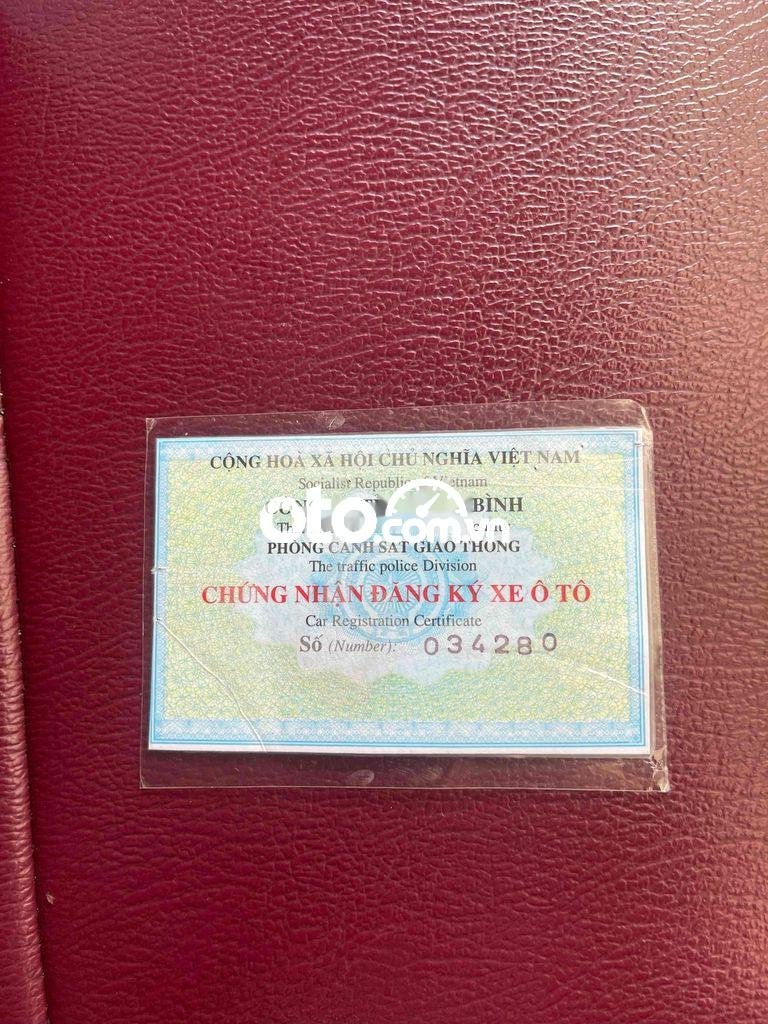 CỘNG HOÀ XÃ HỘI CHỦ NGHĨA VIỆT NAM
Socialist Republic Vietnam
BÌNH
oto.com.vn
PHÒNG CẢNH SÁT GIAO THÔNG
The traffic police Division
CHỨNG NHẬN ĐĂNG KÝ XE Ô TÔ
Car Registration Certificate
Số (Number): 034280